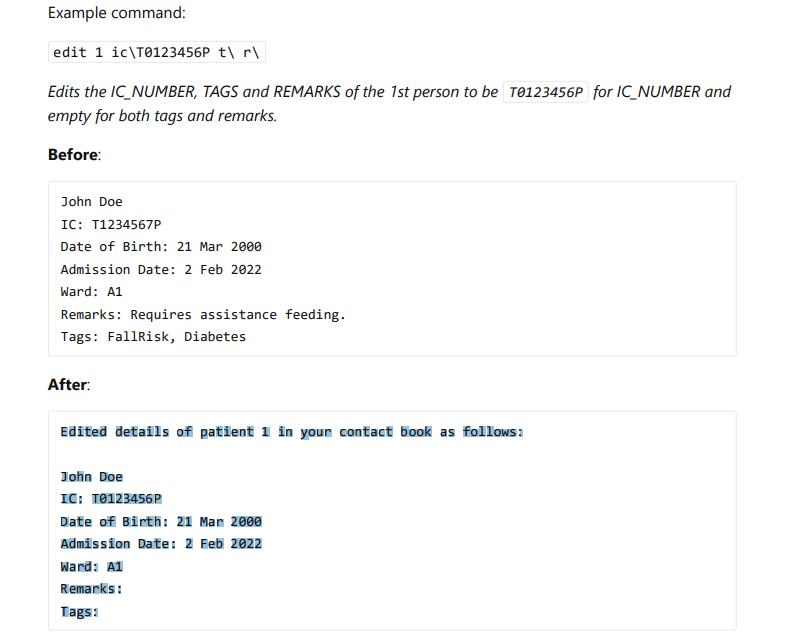 Example command:
edit 1 ic\T0123456P t\ r\
Edits the IC_NUMBER, TAGS and REMARKS of the 1st person to be T0123456P for IC_NUMBER and
empty for both tags and remarks.
Before:
John Doe
IC: T1234567P
Date of Birth: 21 Mar 2000
Admission Date: 2 Feb 2022
Ward: A1
Remarks: Requires assistance feeding.
Tags: FallRisk, Diabetes
After:
Edited details of patient 1 in your contact book as follows:
John Doe
IC: T0123456P
Date of Birth: 21 Mar 2000
Admission Date: 2 Feb 2022
Ward: A1
Remarks:
Tags: